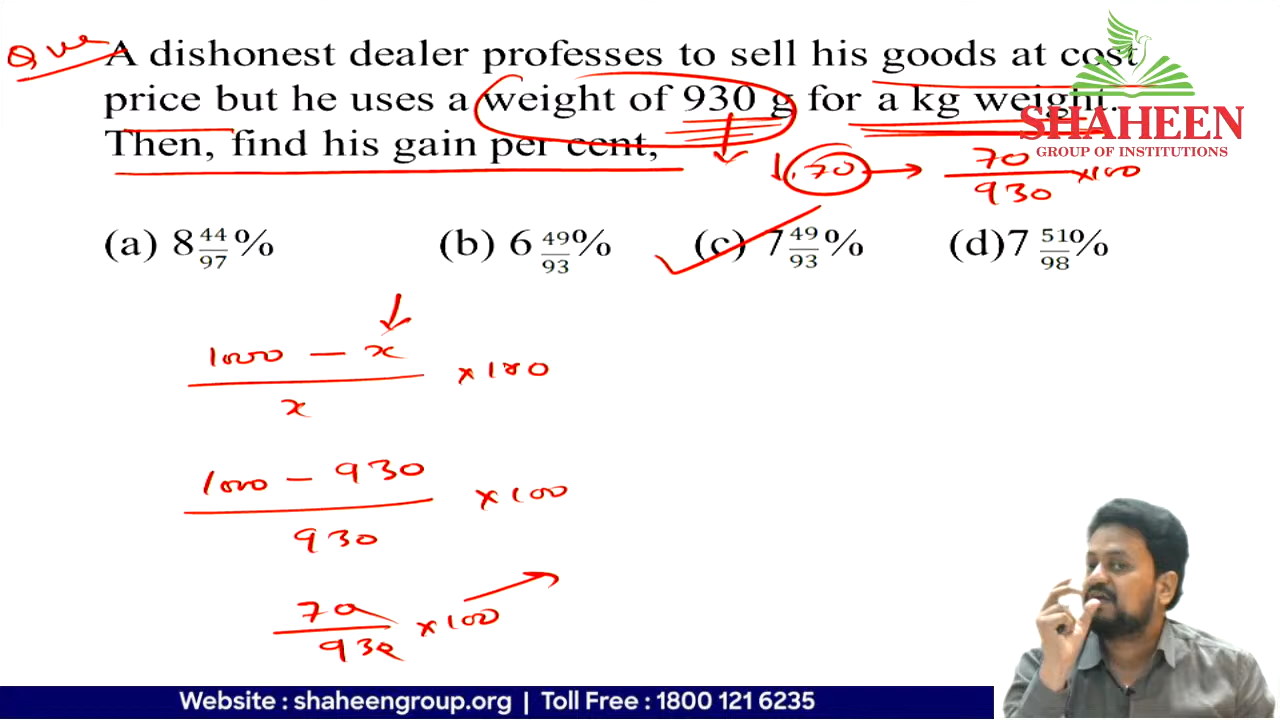 Que A dishonest dealer professes to sell his goods at cost
price but he uses a weight of 930 g for a kg weight.
Then, find his gain per cent,
SHAHEEN
GROUP OF INSTITUTIONS
70 → 70/930 ×100
(a) 8 44/97 % (b) 6 49/93 % (c) 7 49/93 % (d) 7 510/98 %
1000 – x / x × 100
1000 – 930 / 930 × 100
70 / 930 × 100
Website : shaheengroup.org | Toll Free : 1800 121 6235